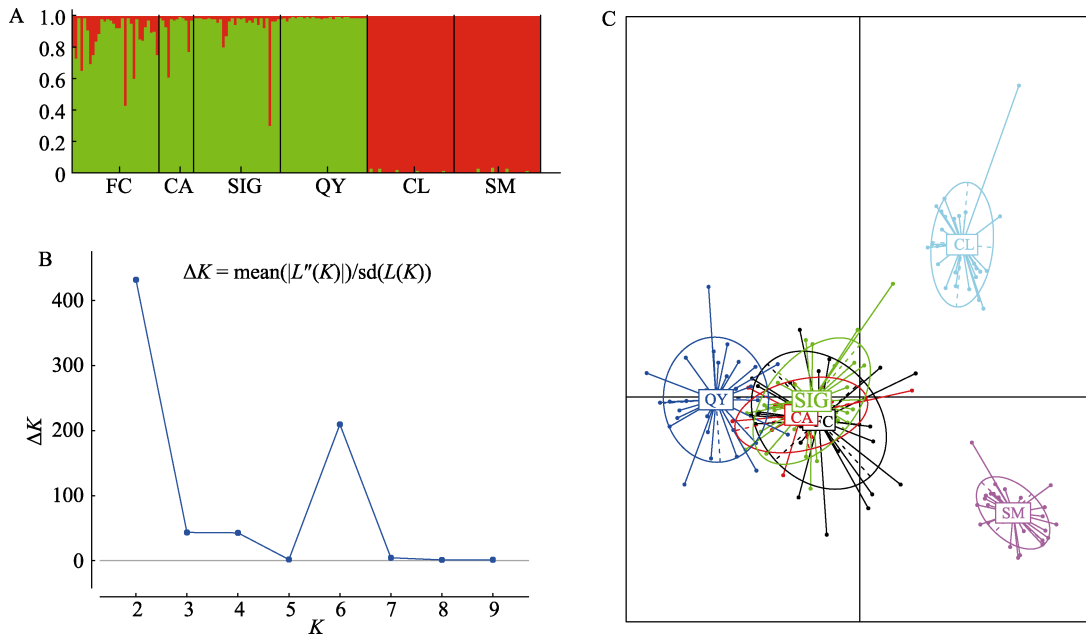 A
1.0
0.8
0.6
0.4
0.2
0
FC CA SIG QY CL SM
B
ΔK = mean(|L″(K)|)/sd(L(K))
400
300
200
100
0
ΔK
2 3 4 5 6 7 8 9
K
C
CL
QY
SIG
CA
FC
SM